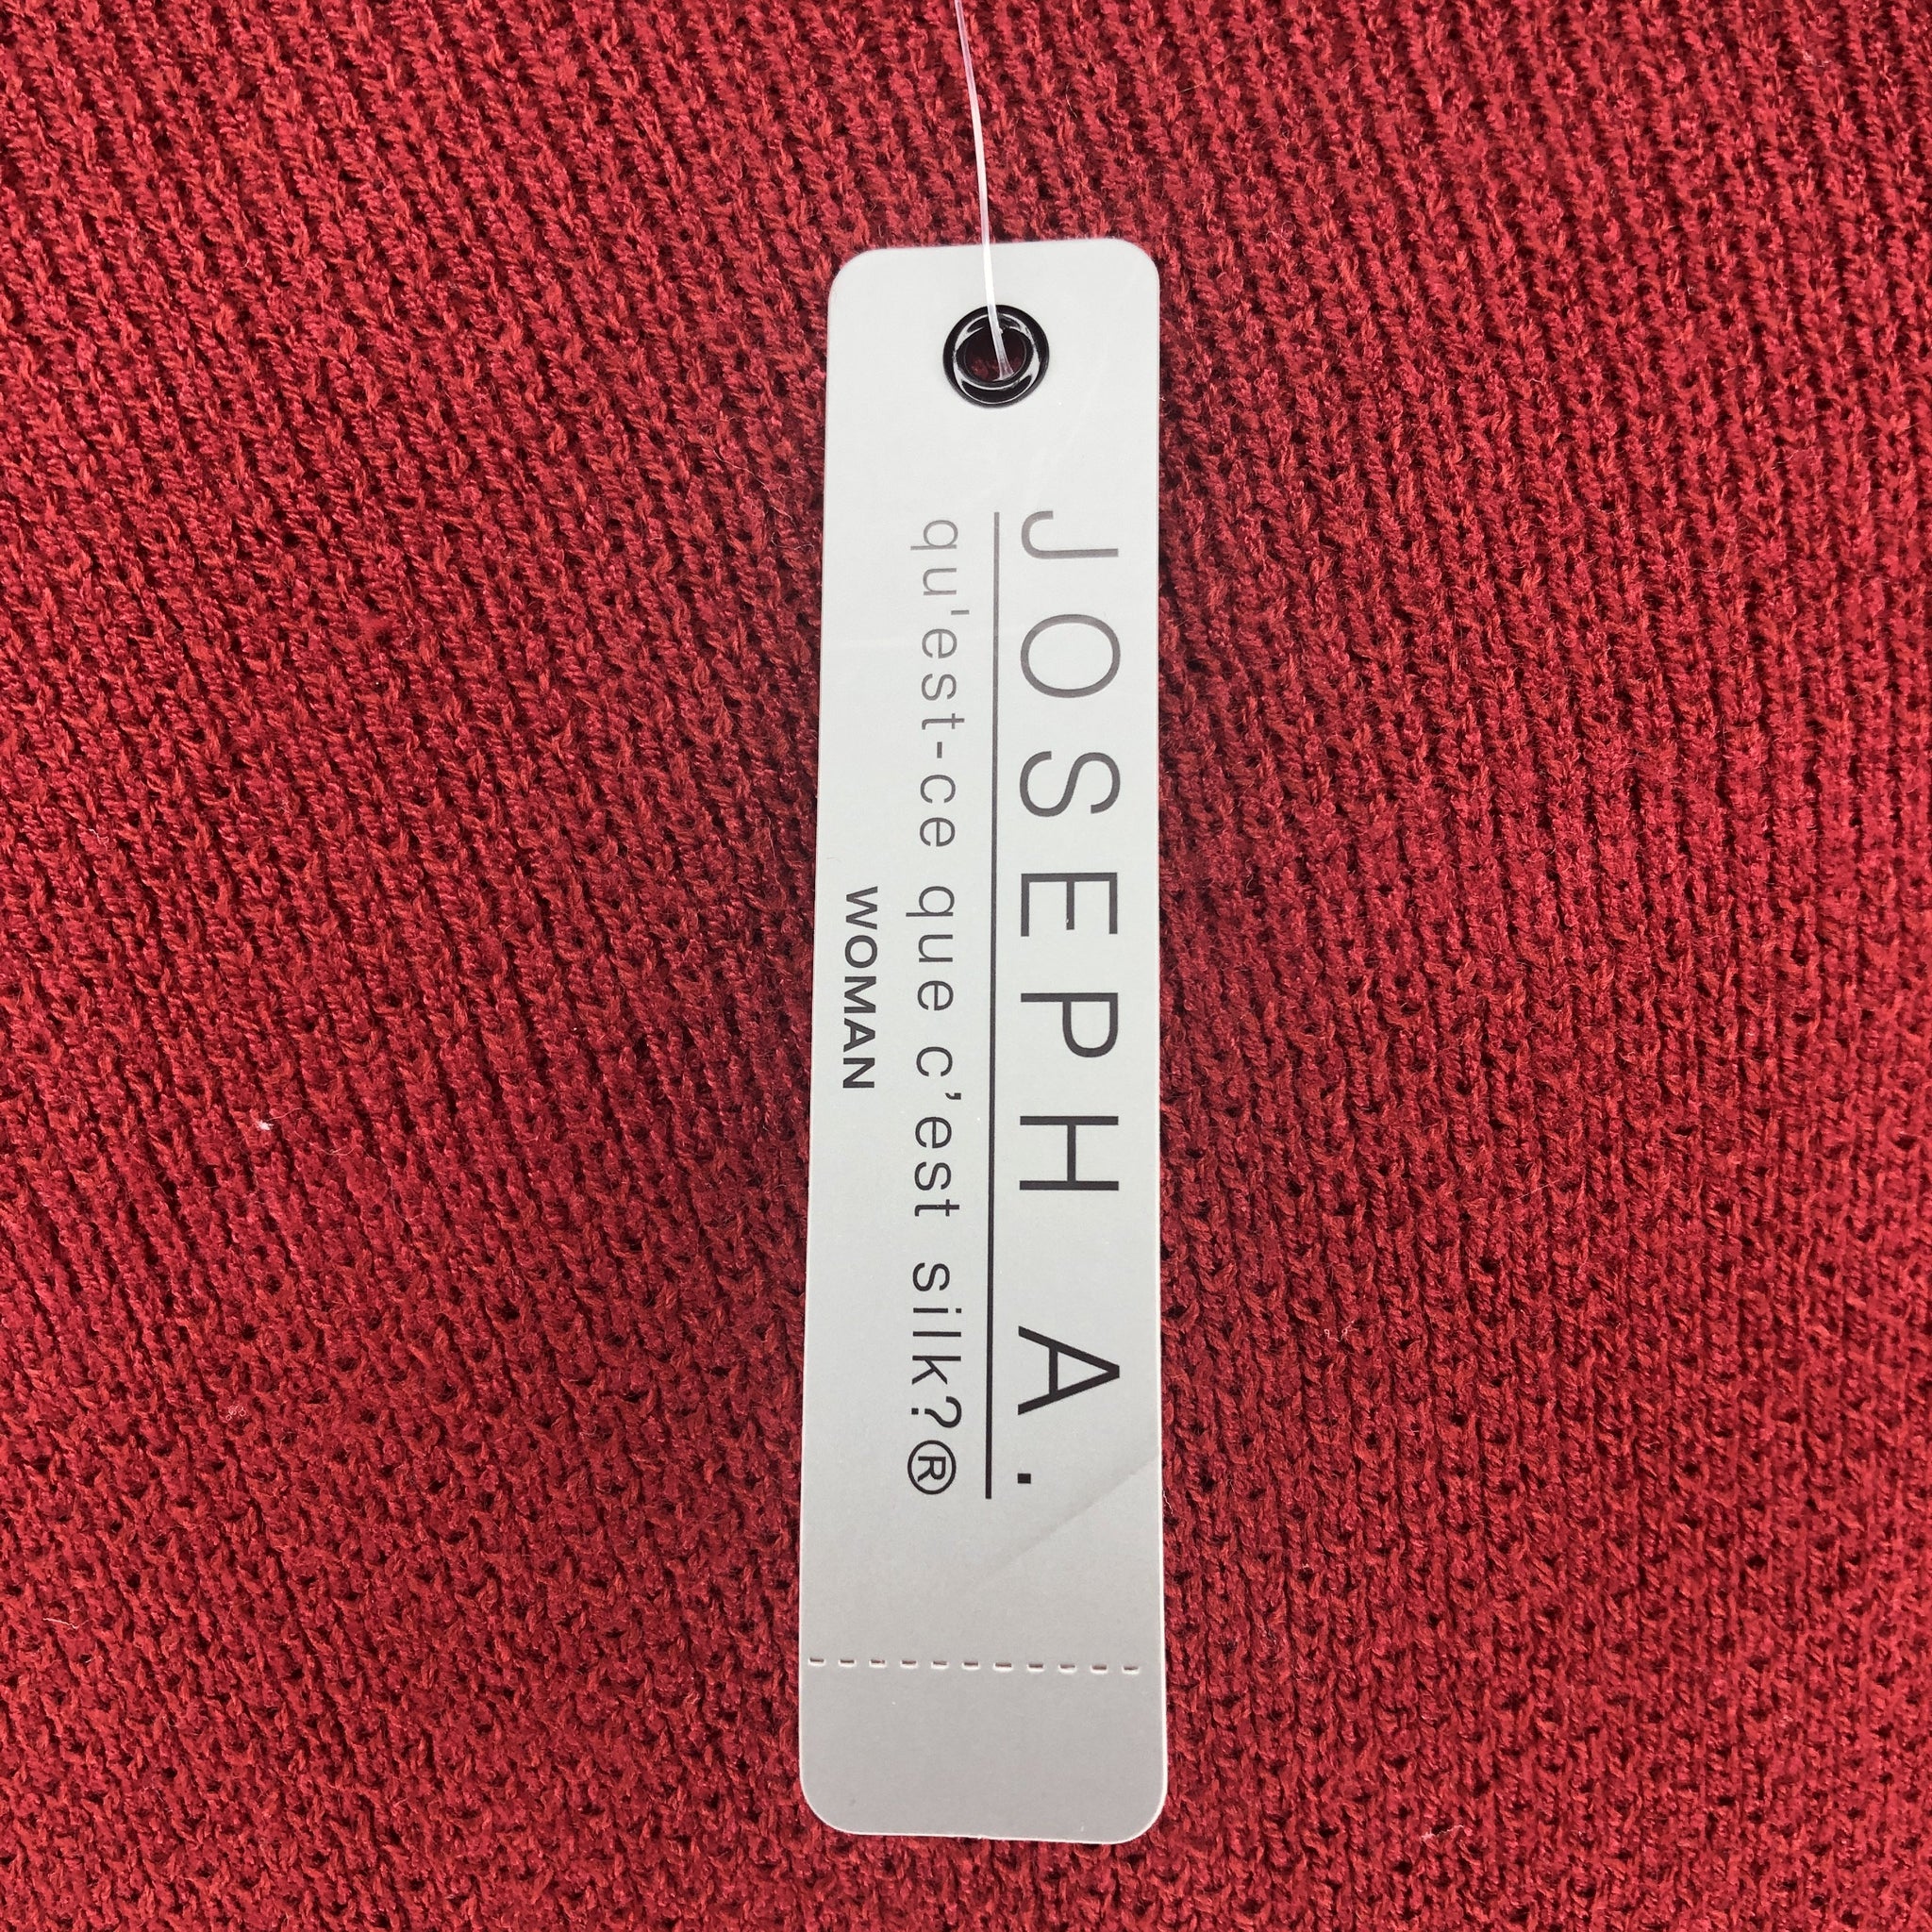 JOSEPH A.
qu'est-ce que c’est silk?®
WOMAN